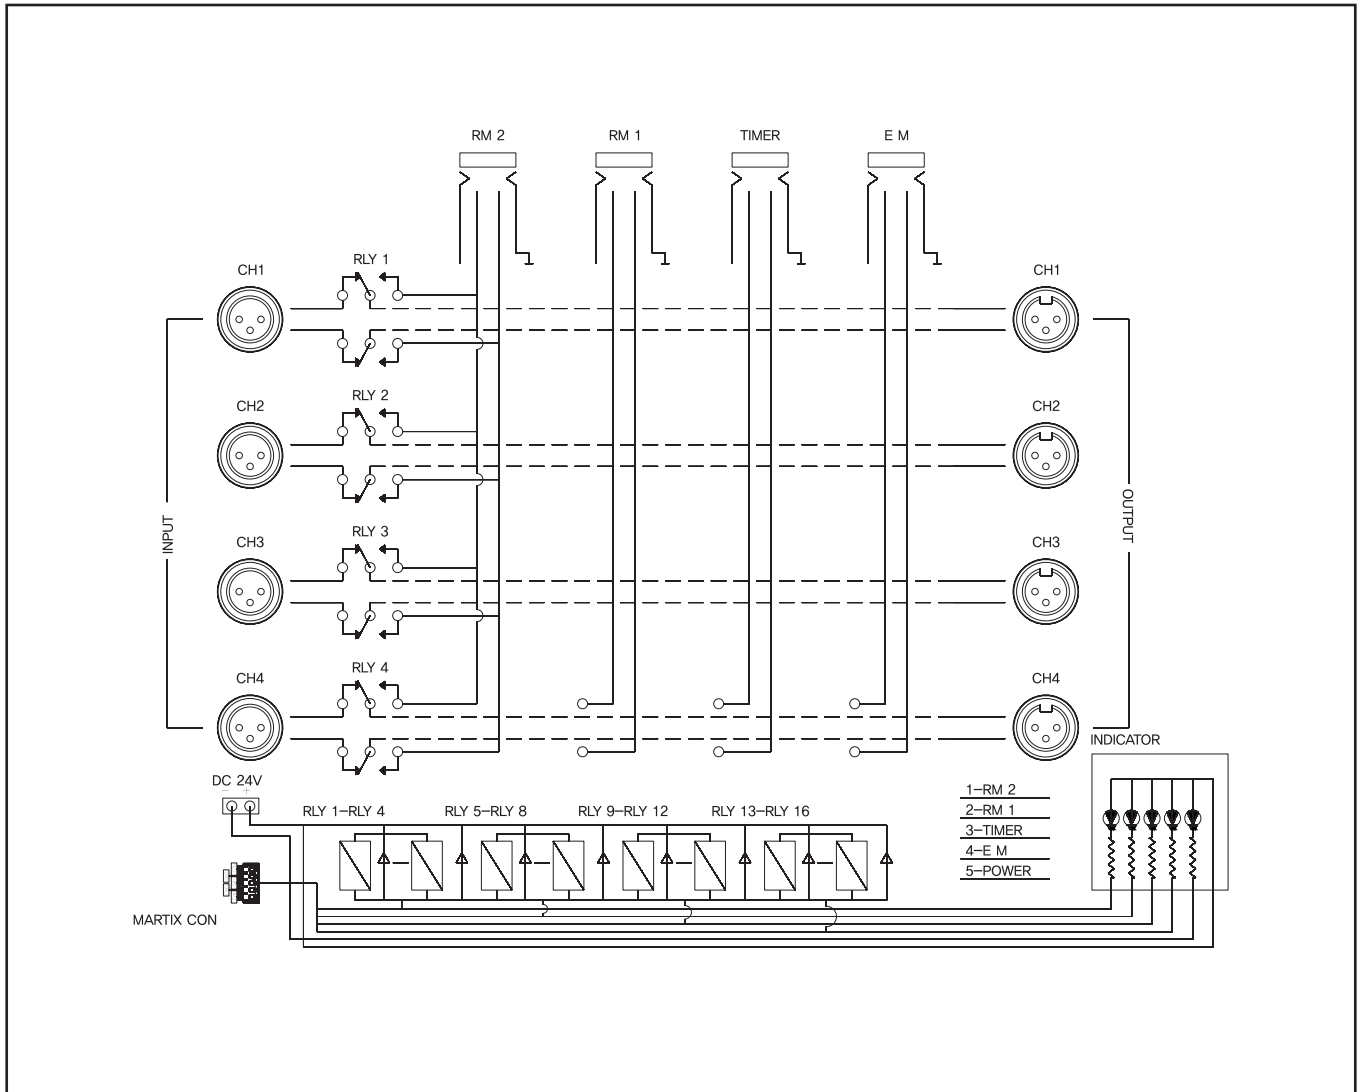 RM 2
RM 1
TIMER
E M
RLY 1
CH1
CH1
RLY 2
CH2
CH2
INPUT
OUTPUT
RLY 3
CH3
CH3
RLY 4
CH4
CH4
INDICATOR
DC 24V
- +
RLY 1-RLY 4
RLY 5-RLY 8
RLY 9-RLY 12
RLY 13-RLY 16
1-RM 2
2-RM 1
3-TIMER
4-E M
5-POWER
MARTIX CON